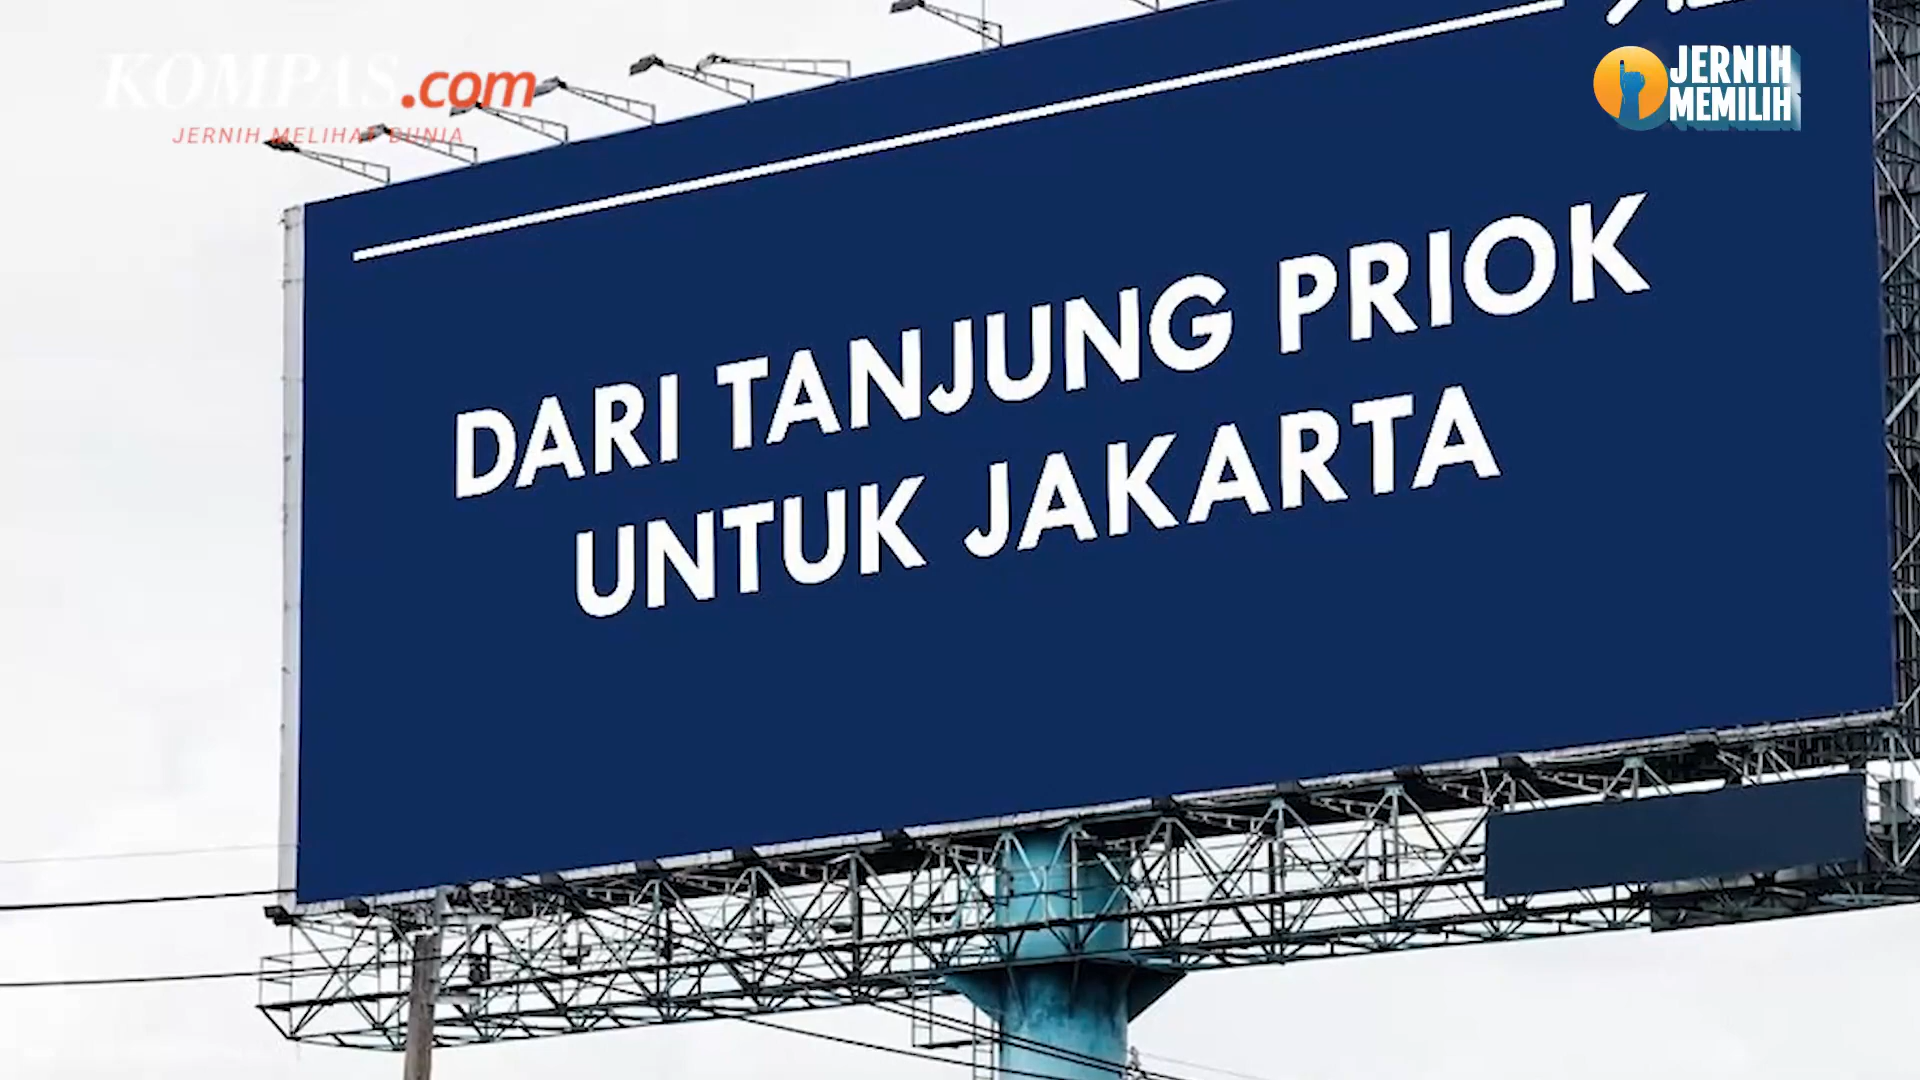 KOMPAS.com
JERNIH MELIHAT DUNIA
JERNIH
MEMILIH
DARI TANJUNG PRIOK
UNTUK JAKARTA